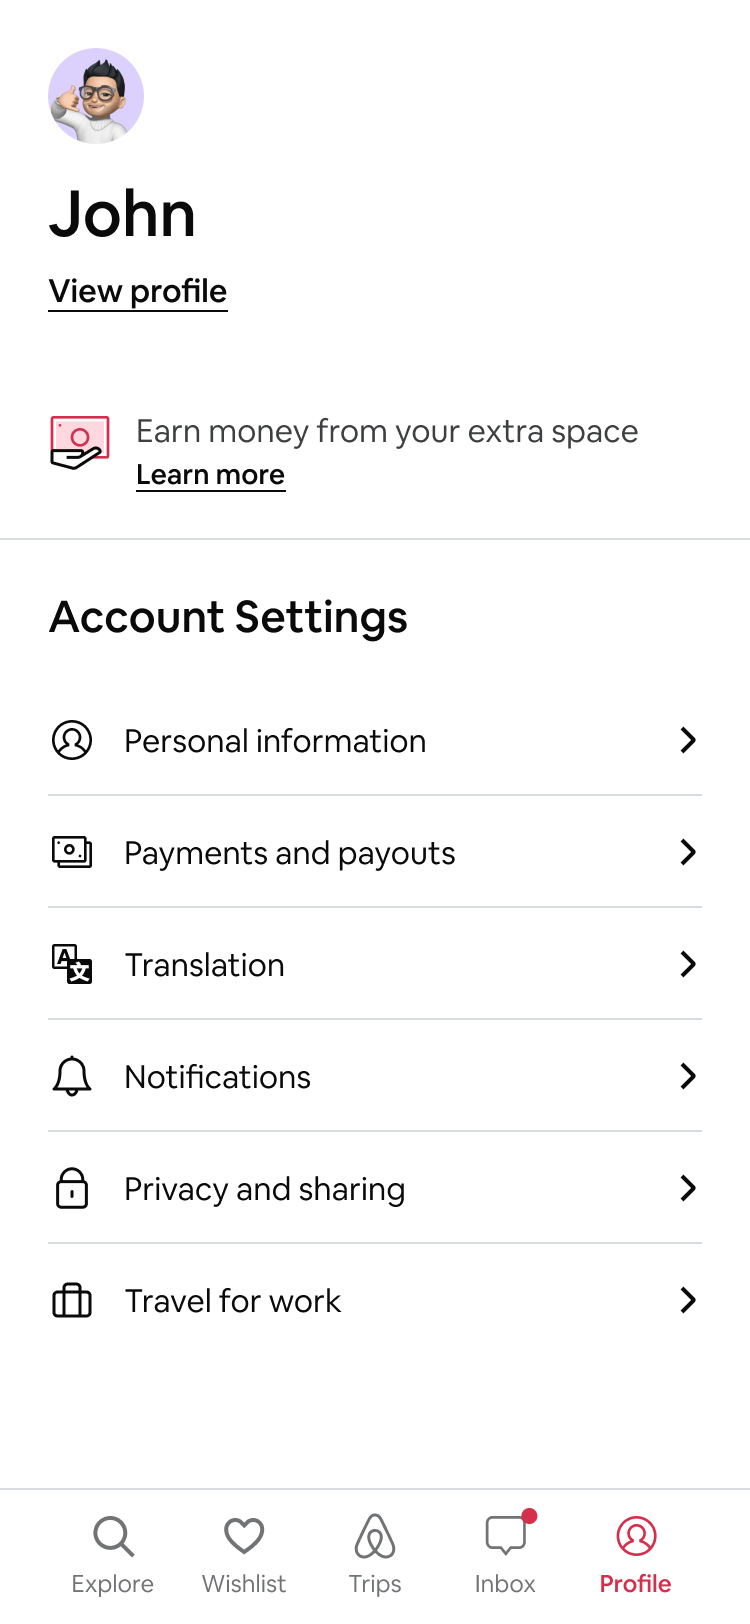 John
View profile
Earn money from your extra space
Learn more
Account Settings
Personal information
Payments and payouts
A
文
Translation
Notifications
Privacy and sharing
Travel for work
Explore
Wishlist
Trips
Inbox
Profile